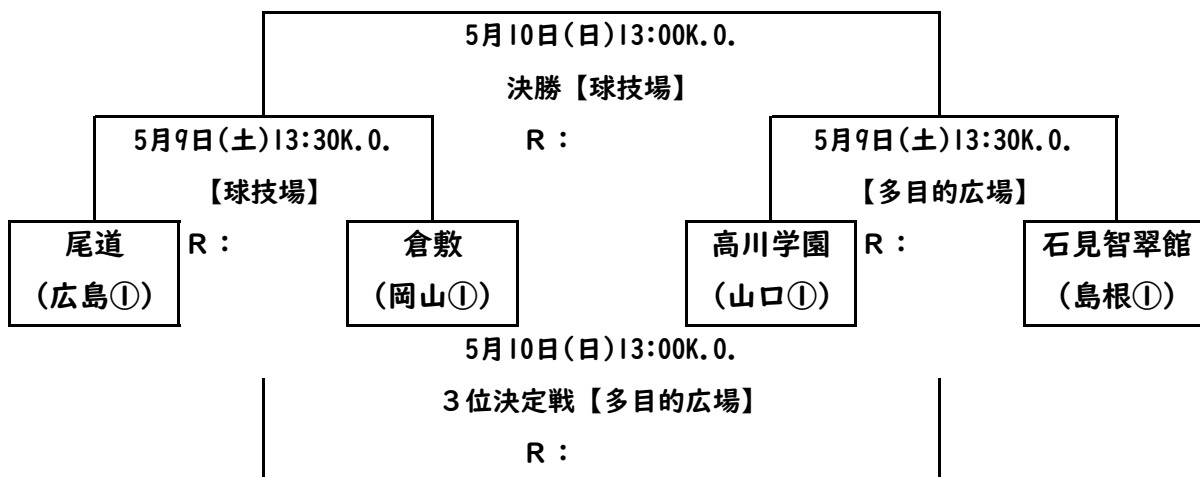 5月10日(日)13:00K.O.
決勝【球技場】
5月9日(土)13:30K.O.
R：
5月9日(土)13:30K.O.
【球技場】
【多目的広場】
尾道
R：
倉敷
高川学園
R：
石見智翠館
(広島①)
(岡山①)
(山口①)
(島根①)
5月10日(日)13:00K.O.
３位決定戦【多目的広場】
R：